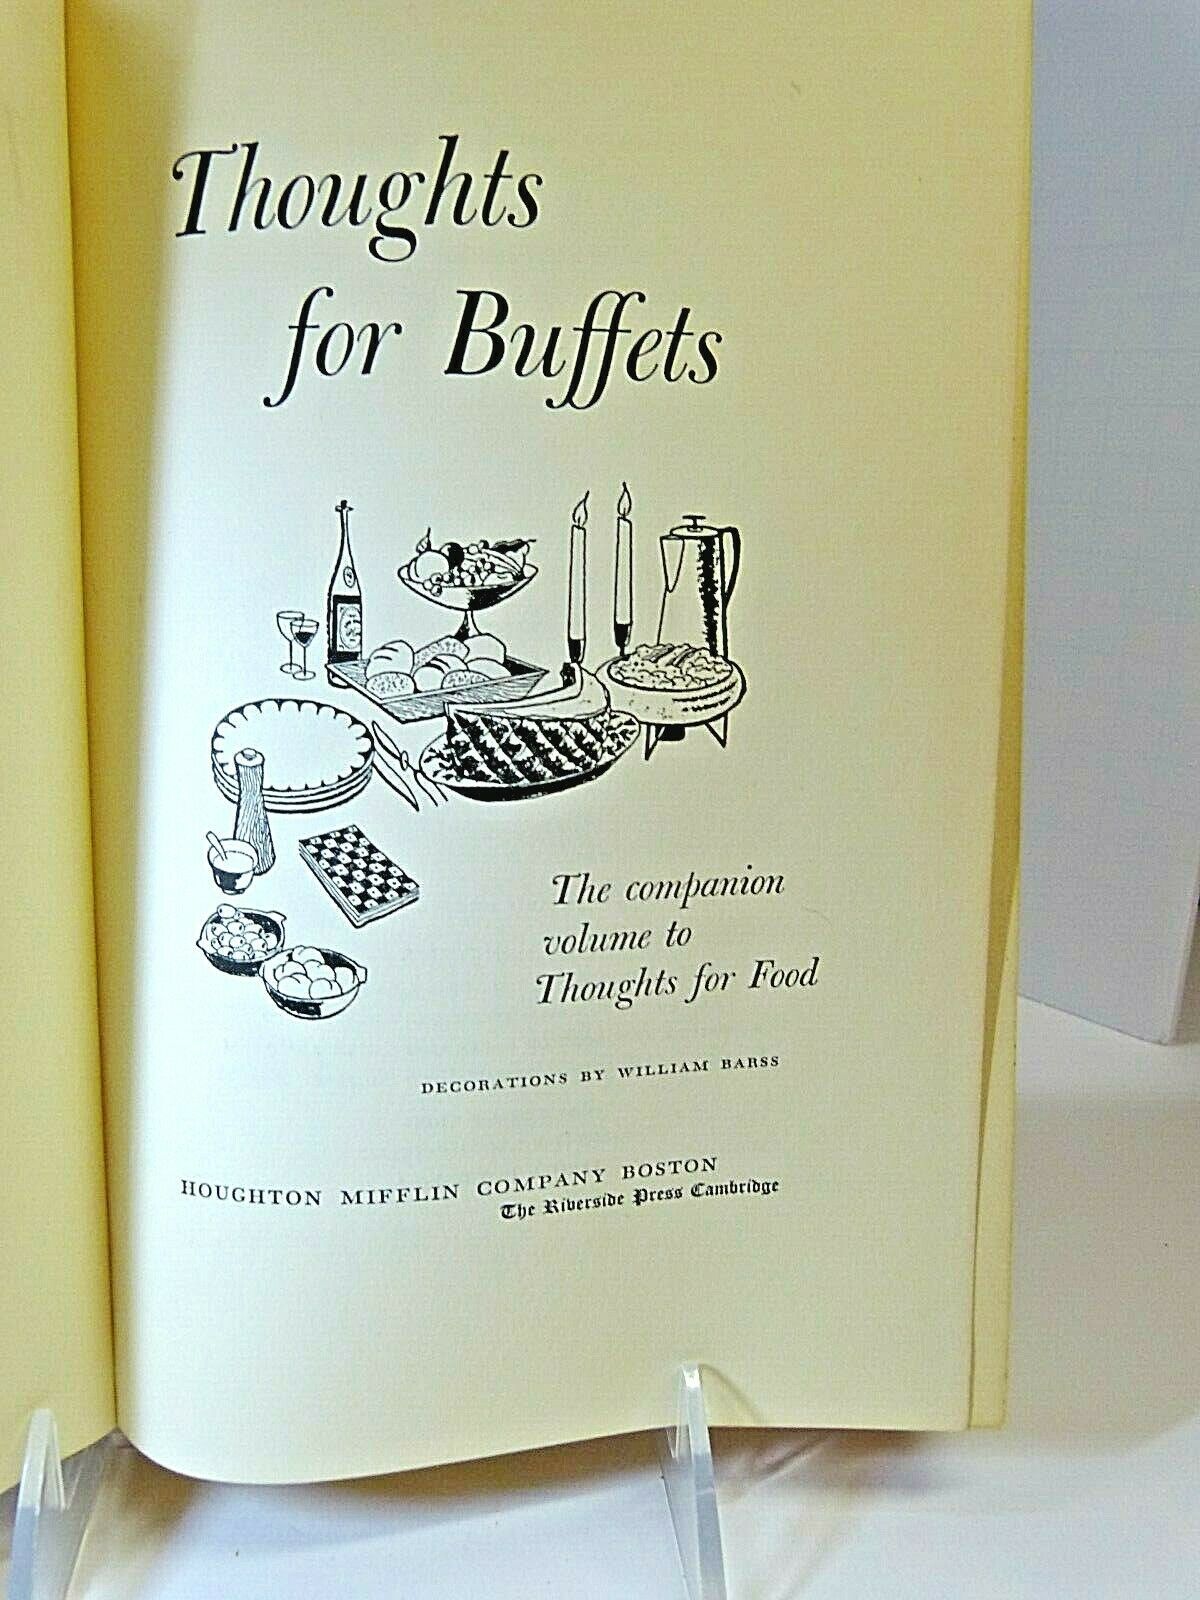 Thoughts
for Buffets
The companion
volume to
Thoughts for Food
DECORATIONS BY WILLIAM BARSS
HOUGHTON MIFFLIN COMPANY BOSTON
The Riverside Press Cambridge